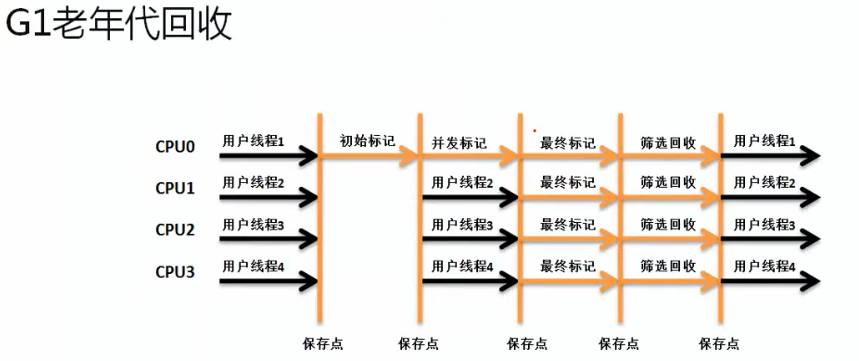 G1老年代回收
CPU0 用户线程1 初始标记 并发标记 最终标记 筛选回收 用户线程1
CPU1 用户线程2 用户线程2 最终标记 筛选回收 用户线程2
CPU2 用户线程3 用户线程3 最终标记 筛选回收 用户线程3
CPU3 用户线程4 用户线程4 最终标记 筛选回收 用户线程4
保存点 保存点 保存点 保存点 保存点